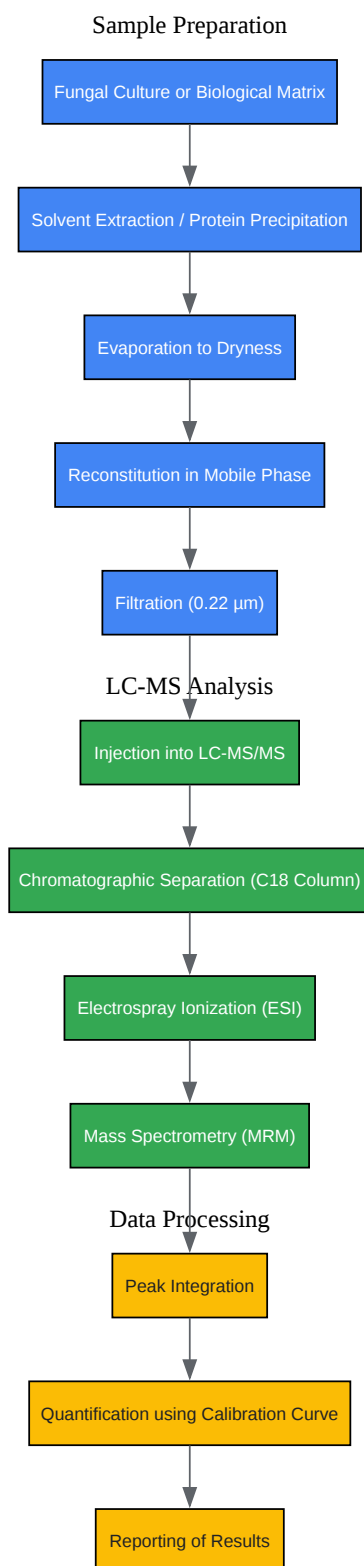 Sample Preparation
Fungal Culture or Biological Matrix
Solvent Extraction / Protein Precipitation
Evaporation to Dryness
Reconstitution in Mobile Phase
Filtration (0.22 µm)
LC-MS Analysis
Injection into LC-MS/MS
Chromatographic Separation (C18 Column)
Electrospray Ionization (ESI)
Mass Spectrometry (MRM)
Data Processing
Peak Integration
Quantification using Calibration Curve
Reporting of Results